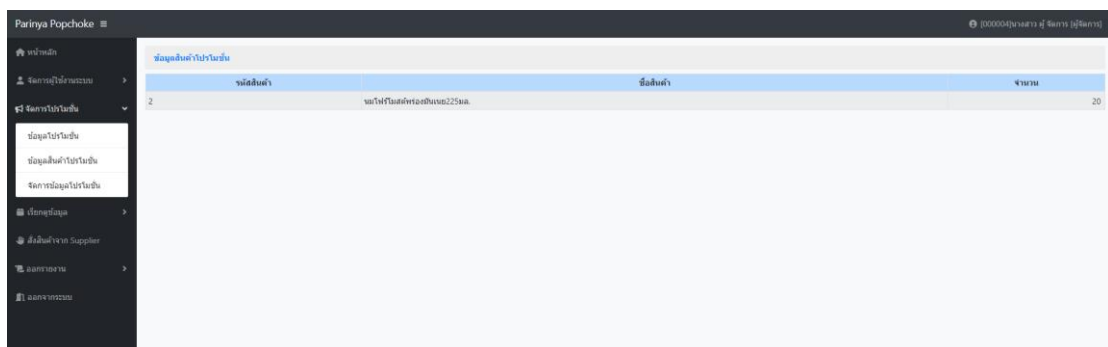 Parinya Popchoke
[000004]นางสาว ผู้ จัดการ [ผู้จัดการ]
หน้าหลัก
จัดการผู้ใช้งานระบบ
จัดการโปรโมชั่น
ข้อมูลโปรโมชั่น
ข้อมูลสินค้าโปรโมชั่น
จัดการข้อมูลโปรโมชั่น
เรียกดูข้อมูล
สั่งสินค้าจาก Supplier
ออกรายงาน
ออกจากระบบ
ข้อมูลสินค้าโปรโมชั่น
รหัสสินค้า ชื่อสินค้า จำนวน
2 นมโฟร์โมสต์พร่องมันเนย225มล. 20